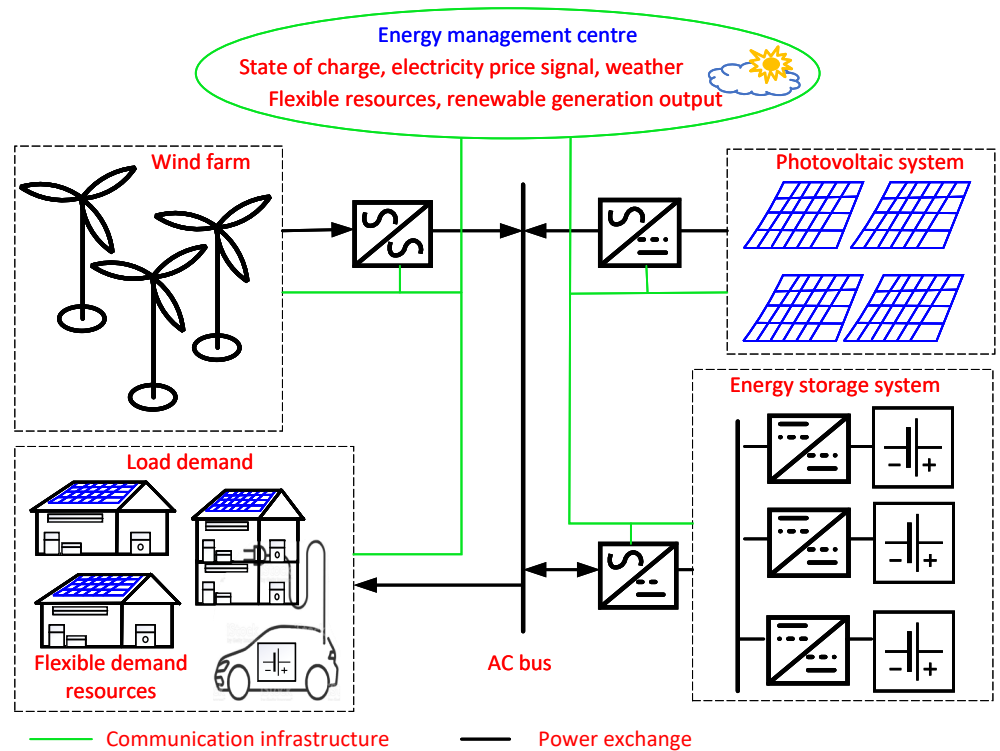 Energy management centre
State of charge, electricity price signal, weather
Flexible resources, renewable generation output
Wind farm
Photovoltaic system
Energy storage system
Load demand
Flexible demand
resources
AC bus
Communication infrastructure
Power exchange